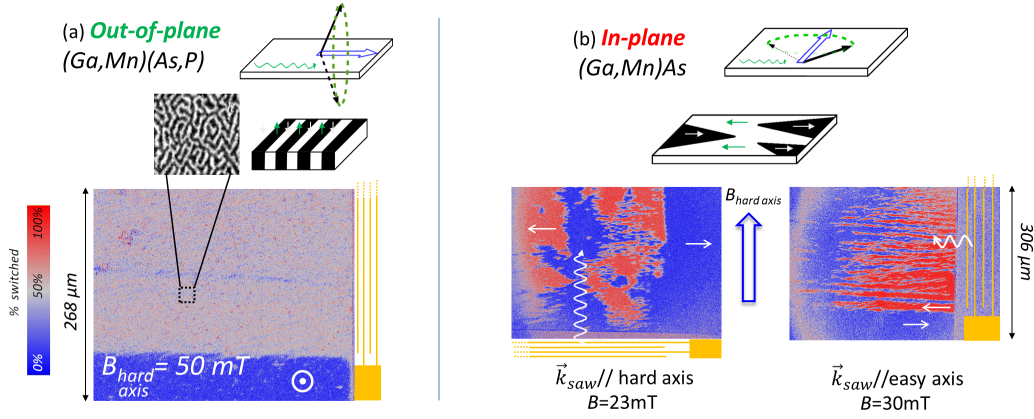 (a) Out-of-plane
(Ga,Mn)(As,P)
% switched
0% 50% 100%
268 µm
B hard axis = 50 mT
(b) In-plane
(Ga,Mn)As
B hard axis
306 µm
k⃗saw// hard axis
B=23mT
k⃗saw//easy axis
B=30mT